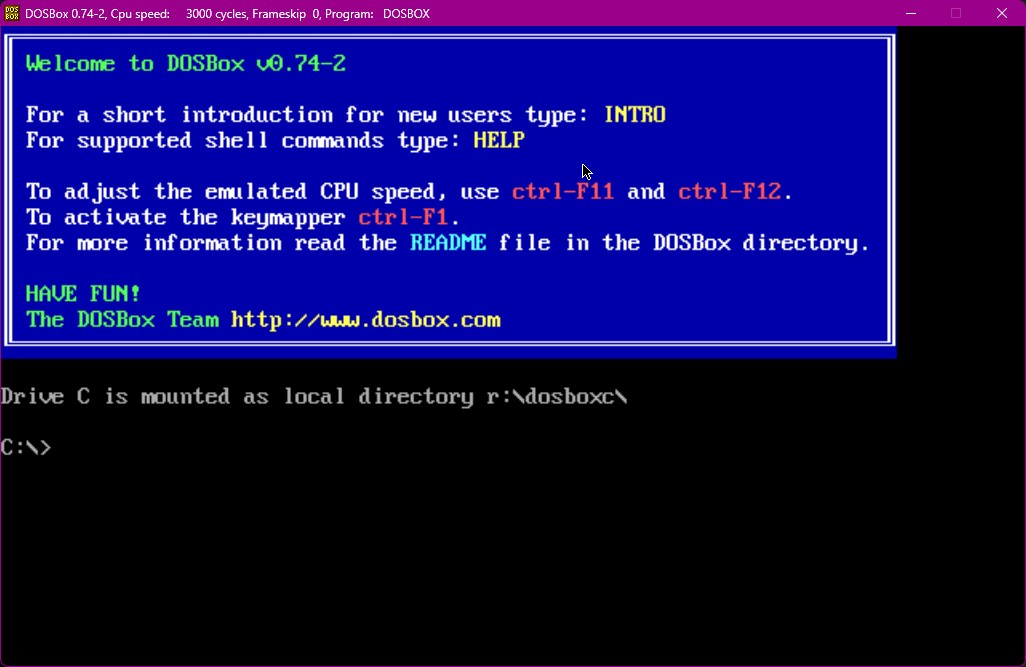 DOSBox 0.74-2, Cpu speed:    3000 cycles, Frameskip  0, Program:   DOSBOX
Welcome to DOSBox v0.74-2
For a short introduction for new users type: INTRO
For supported shell commands type: HELP
To adjust the emulated CPU speed, use ctrl-F11 and ctrl-F12.
To activate the keymapper ctrl-F1.
For more information read the README file in the DOSBox directory.
HAVE FUN!
The DOSBox Team http://www.dosbox.com
Drive C is mounted as local directory r:\dosboxc\
C:\>